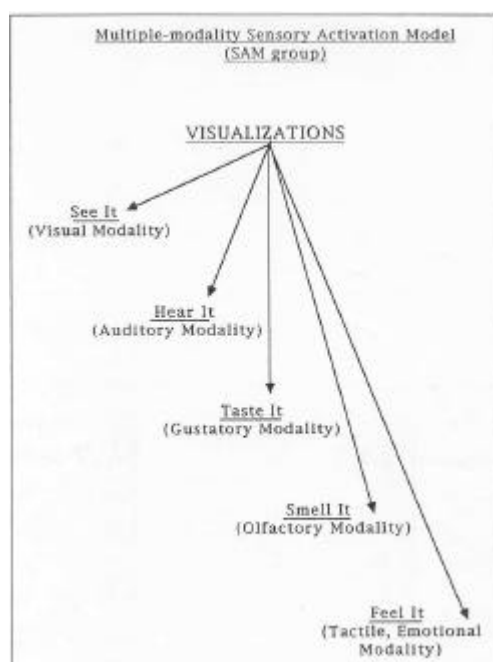 Multiple-modality Sensory Activation Model
(SAM group)
VISUALIZATIONS
See It
(Visual Modality)
Hear It
(Auditory Modality)
Taste It
(Gustatory Modality)
Smell It
(Olfactory Modality)
Feel It
(Tactile, Emotional
Modality)